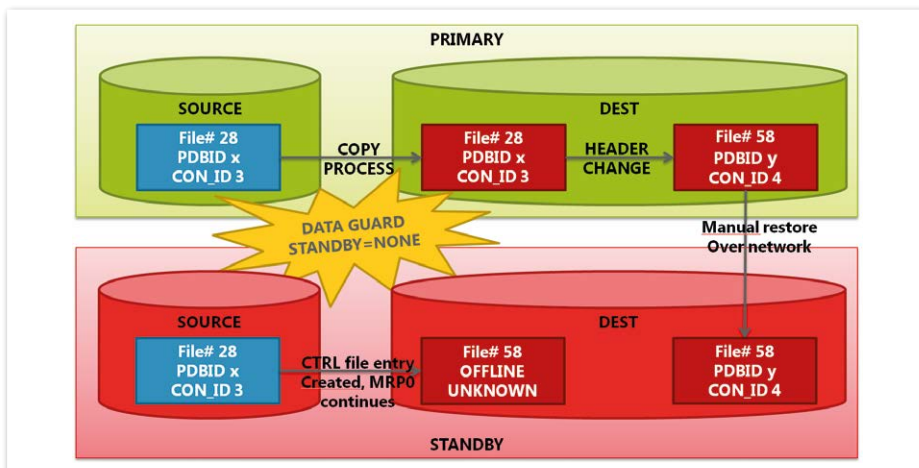 PRIMARY
SOURCE
File# 28
PDBID x
CON_ID 3
COPY
PROCESS
DEST
File# 28
PDBID x
CON_ID 3
HEADER
CHANGE
File# 58
PDBID y
CON_ID 4
DATA GUARD
STANDBY=NONE
Manual restore
Over network
SOURCE
File# 28
PDBID x
CON_ID 3
CTRL file entry
Created, MRP0
continues
DEST
File# 58
OFFLINE
UNKNOWN
File# 58
PDBID y
CON_ID 4
STANDBY